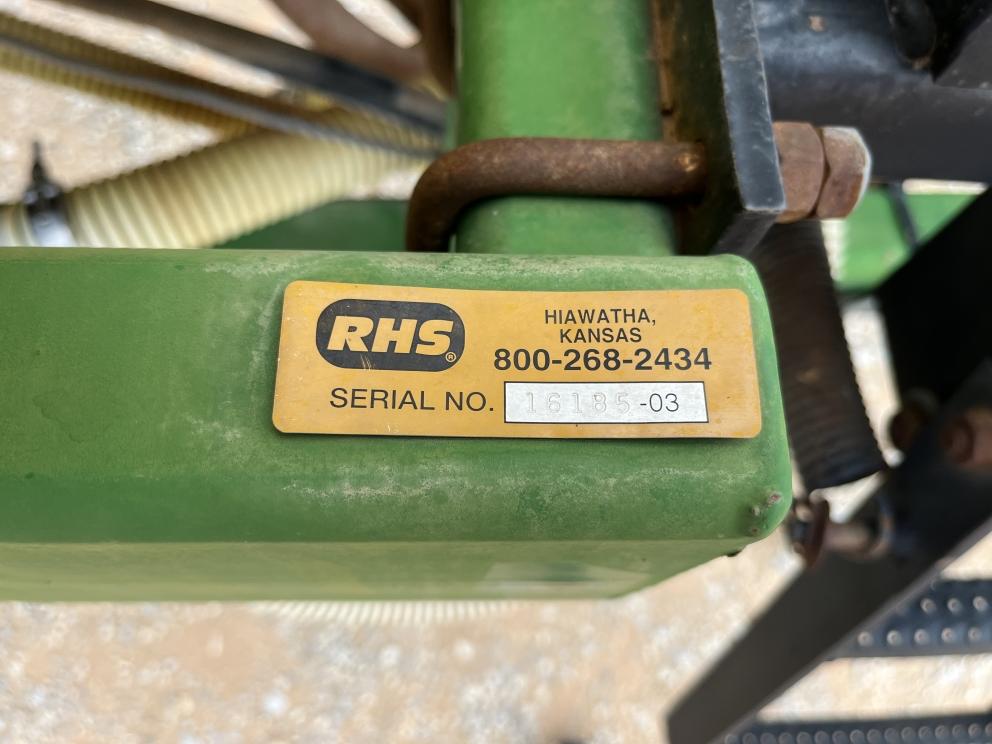 RHS®
HIAWATHA,
KANSAS
800-268-2434
SERIAL NO. 16185-03